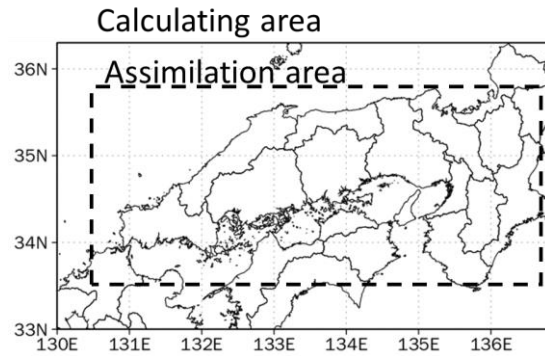 Calculating area
Assimilation area
36N
35N
34N
33N
130E 131E 132E 133E 134E 135E 136E